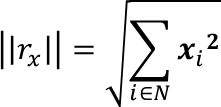 ||r_x|| = √(∑_{i∈N} x_i²)